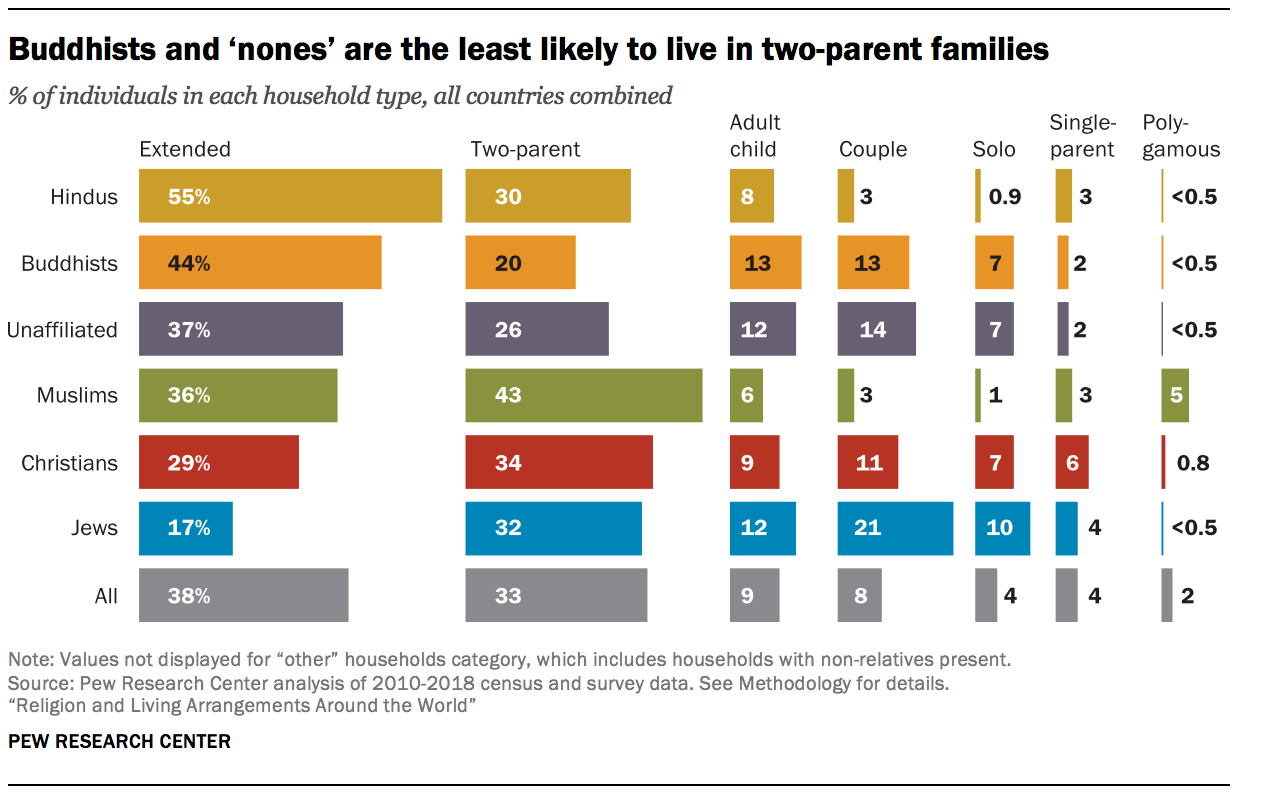 Buddhists and ‘nones’ are the least likely to live in two-parent families
% of individuals in each household type, all countries combined
Extended Two-parent Adult child Couple Solo Single-parent Poly-gamous
Hindus 55% 30 8 3 0.9 3 <0.5
Buddhists 44% 20 13 13 7 2 <0.5
Unaffiliated 37% 26 12 14 7 2 <0.5
Muslims 36% 43 6 3 1 3 5
Christians 29% 34 9 11 7 6 0.8
Jews 17% 32 12 21 10 4 <0.5
All 38% 33 9 8 4 4 2
Note: Values not displayed for “other” households category, which includes households with non-relatives present.
Source: Pew Research Center analysis of 2010-2018 census and survey data. See Methodology for details.
“Religion and Living Arrangements Around the World”
PEW RESEARCH CENTER